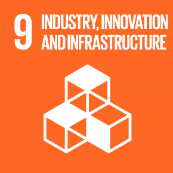 9 INDUSTRY, INNOVATION
AND INFRASTRUCTURE